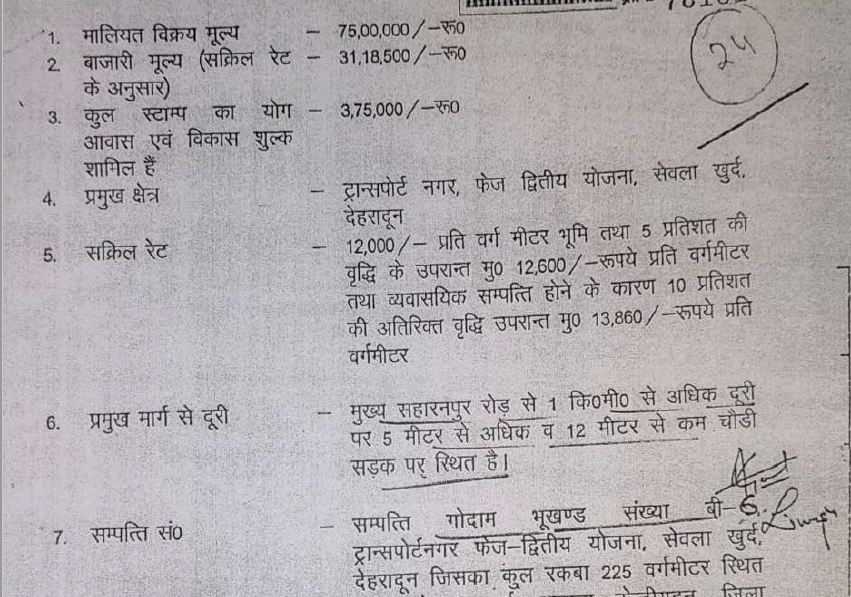 24
1. मालियत विक्रय मूल्य – 75,00,000/–रू0
2. बाजारी मूल्य (सक्रिल रेट – 31,18,500/–रू0
के अनुसार)
3. कुल स्टाम्प का योग – 3,75,000/–रू0
आवास एवं विकास शुल्क
शामिल हैं
4. प्रमुख क्षेत्र – ट्रान्सपोर्ट नगर, फेज द्वितीय योजना, सेवला खुर्द,
देहरादून
5. सक्रिल रेट – 12,000/– प्रति वर्ग मीटर भूमि तथा 5 प्रतिशत की
वृद्धि के उपरान्त मु0 12,600/–रूपये प्रति वर्गमीटर
तथा व्यवासयिक सम्पत्ति होने के कारण 10 प्रतिशत
की अतिरिक्त वृद्धि उपरान्त मु0 13,860/–रूपये प्रति
वर्गमीटर
6. प्रमुख मार्ग से दूरी – मुख्य सहारनपुर रोड़ से 1 कि0मी0 से अधिक दूरी
पर 5 मीटर से अधिक व 12 मीटर से कम चौडी
सड़क पर स्थित है।
7. सम्पत्ति सं0 – सम्पत्ति गोदाम भूखण्ड संख्या बी–6,
ट्रान्सपोर्टनगर फेज–द्वितीय योजना, सेवला खुर्द,
देहरादून जिसका कुल रकबा 225 वर्गमीटर स्थित
जिला